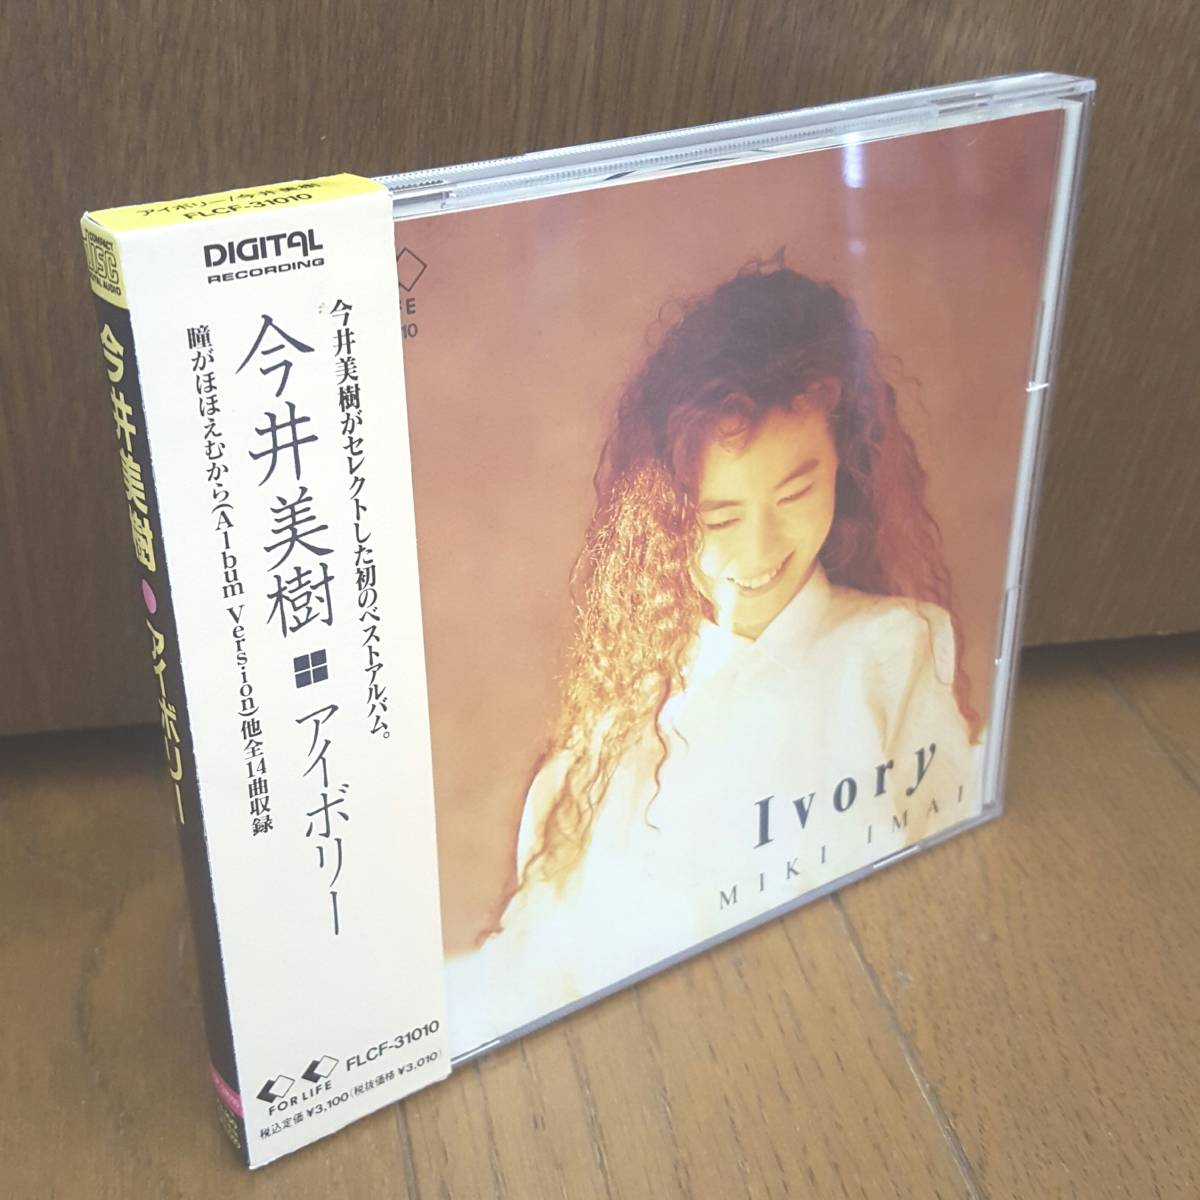 アイボリー/今井美樹
FLCF-31010
COMPACT
DISC
DIGITAL AUDIO
今井美樹●アイボリー
DIGITAL
RECORDING
今井美樹がセレクトした初のベストアルバム。
今井美樹 アイボリー
瞳がほほえむから(Album Version)他全14曲収録
FOR LIFE
FLCF-31010
税込定価¥3,100(税抜価格¥3,010)
Ivory
MIKI IMAI